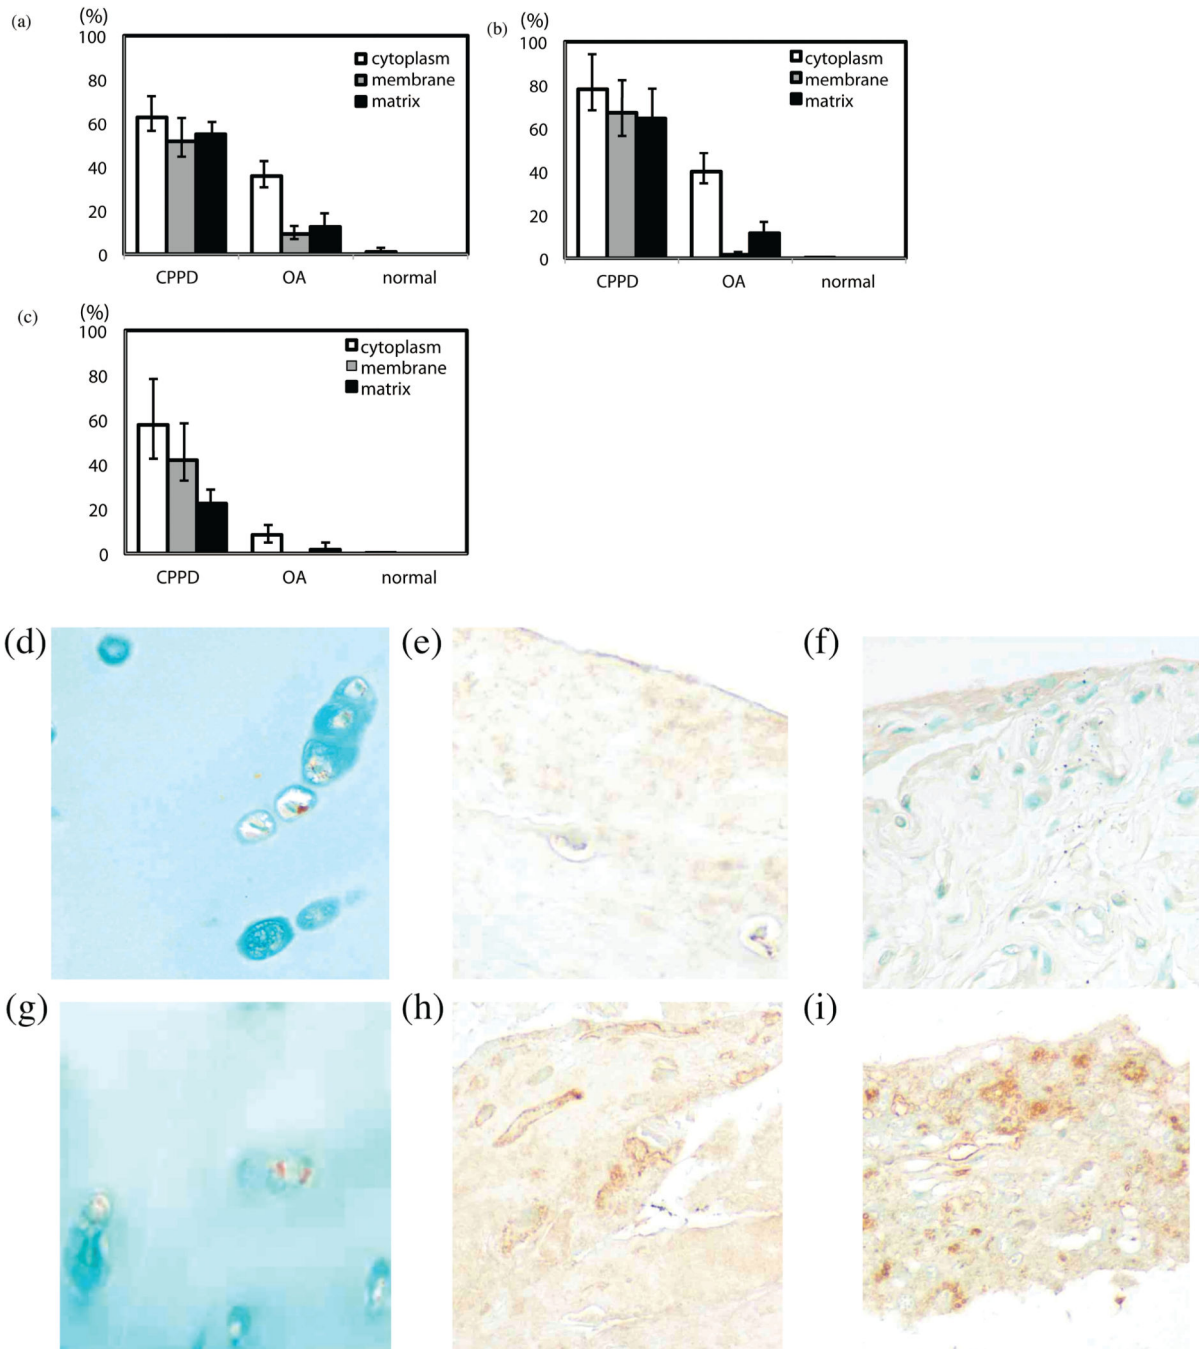 (a)
(%)
100
80
60
40
20
0
cytoplasm
membrane
matrix
CPPD OA normal
(b)
(%)
100
80
60
40
20
0
cytoplasm
membrane
matrix
CPPD OA normal
(c)
(%)
100
80
60
40
20
0
cytoplasm
membrane
matrix
CPPD OA normal
(d) (e) (f)
(g) (h) (i)